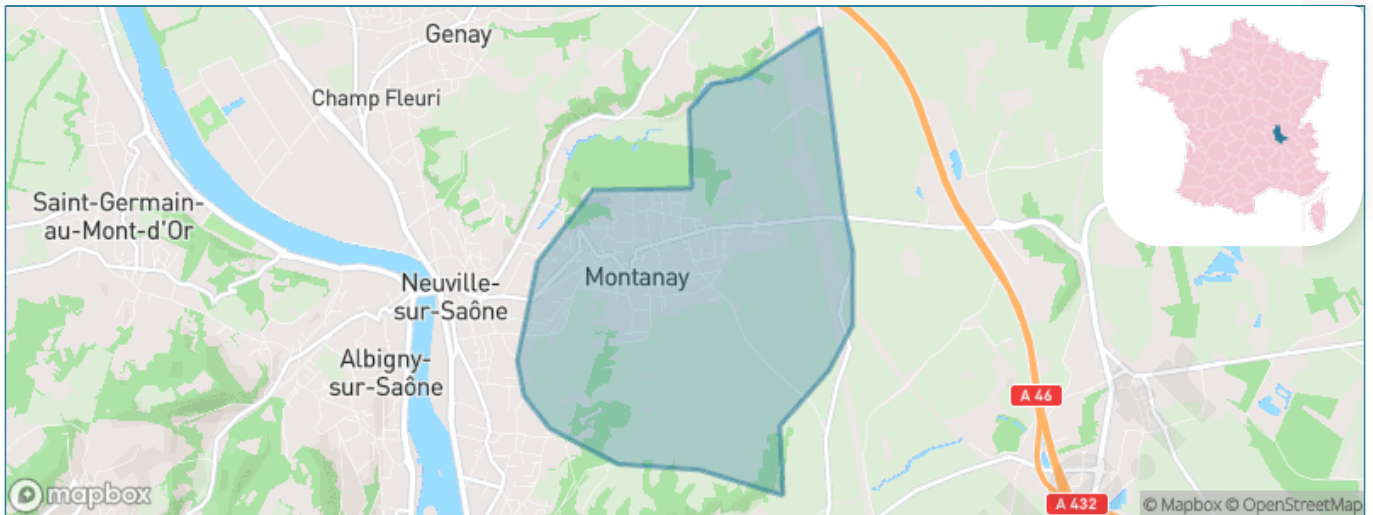 Genay
Champ Fleuri
Saint-Germain-
au-Mont-d'Or
Neuville-
sur-Saône
Montanay
Albigny-
sur-Saône
A 46
A 432
mapbox
© Mapbox © OpenStreetMap